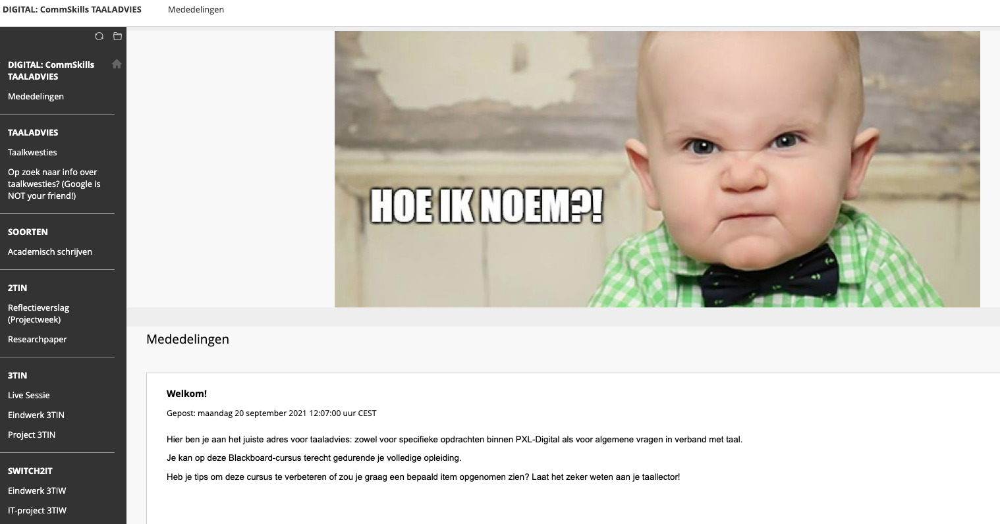 DIGITAL: CommSkills TAALADVIES Mededelingen
DIGITAL: CommSkills
TAALADVIES
Mededelingen
TAALADVIES
Taalkwesties
Op zoek naar info over
taalkwesties? (Google is
NOT your friend!)
SOORTEN
Academisch schrijven
2TIN
Reflectieverslag
(Projectweek)
Researchpaper
3TIN
Live Sessie
Eindwerk 3TIN
Project 3TIN
SWITCH2IT
Eindwerk 3TIW
IT-project 3TIW
HOE IK NOEM?!
Mededelingen
Welkom!
Gepost: maandag 20 september 2021 12:07:00 uur CEST
Hier ben je aan het juiste adres voor taaladvies: zowel voor specifieke opdrachten binnen PXL-Digital als voor algemene vragen in verband met taal.
Je kan op deze Blackboard-cursus terecht gedurende je volledige opleiding.
Heb je tips om deze cursus te verbeteren of zou je graag een bepaald item opgenomen zien? Laat het zeker weten aan je taallector!